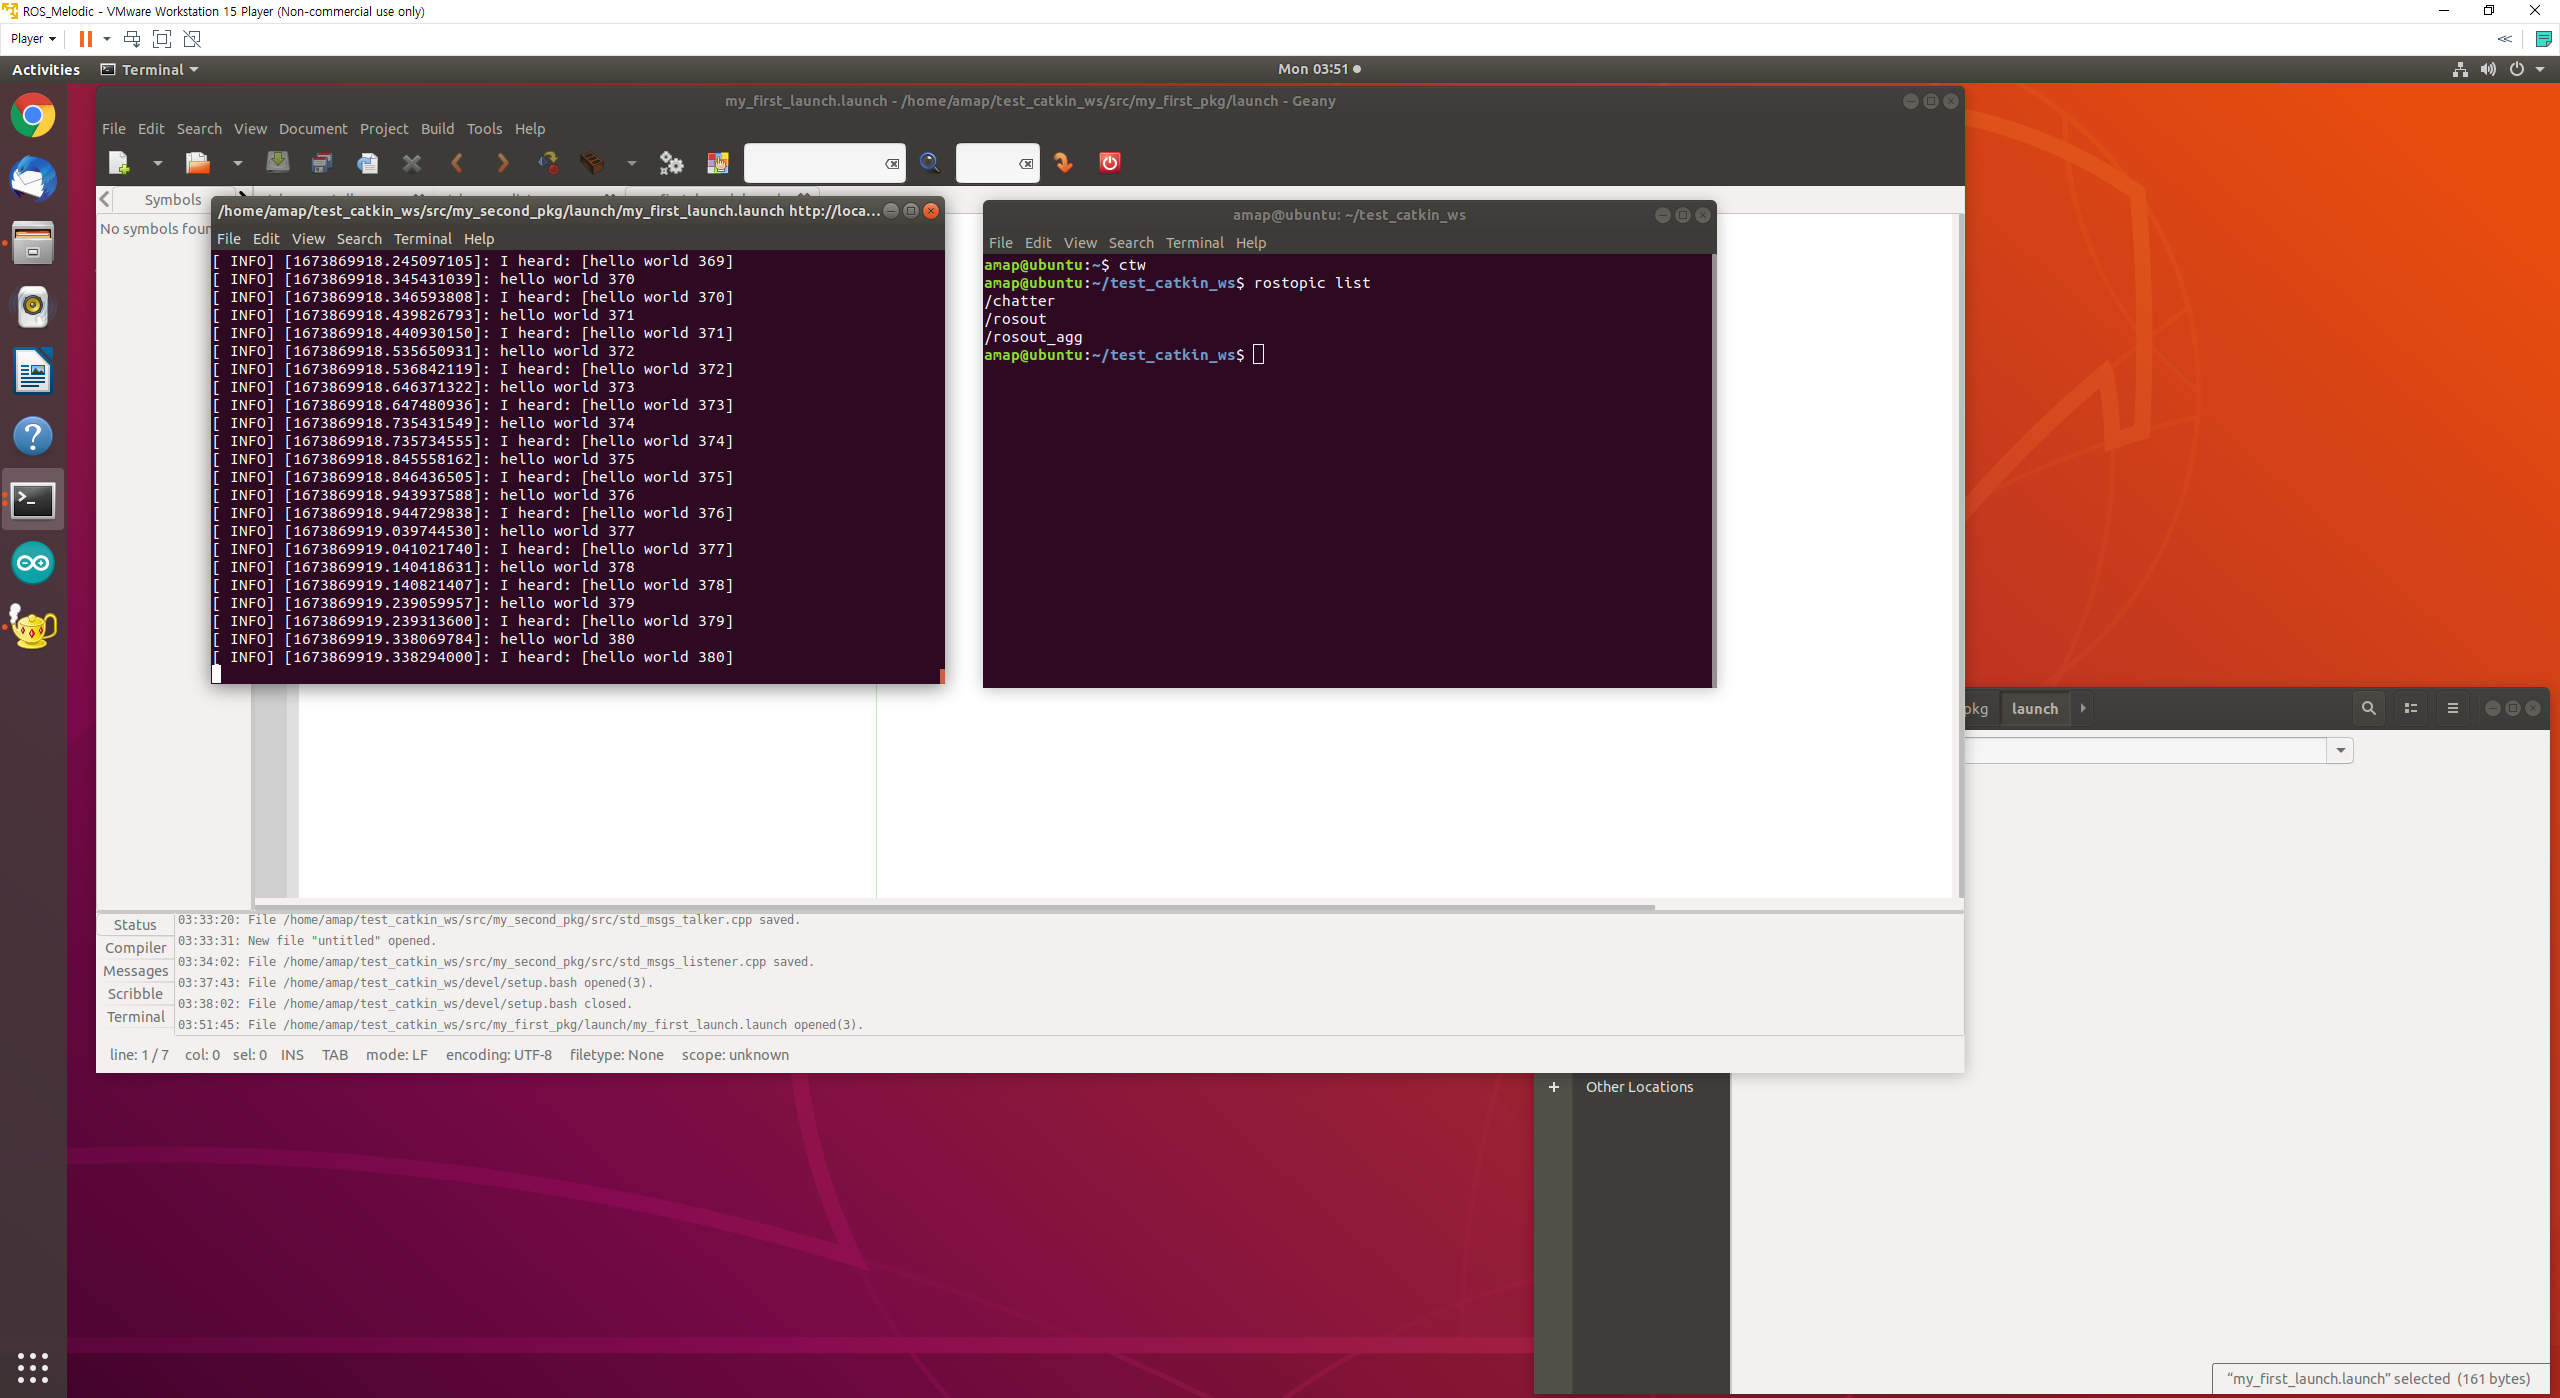 ROS_Melodic - VMware Workstation 15 Player (Non-commercial use only)
Player
Activities
Terminal
Mon 03:51
my_first_launch.launch - /home/amap/test_catkin_ws/src/my_first_pkg/launch - Geany
File Edit Search View Document Project Build Tools Help
Symbols
No symbols four
/home/amap/test_catkin_ws/src/my_second_pkg/launch/my_first_launch.launch http://loca...
File Edit View Search Terminal Help
[ INFO] [1673869918.245097105]: I heard: [hello world 369]
[ INFO] [1673869918.345431039]: hello world 370
[ INFO] [1673869918.346593808]: I heard: [hello world 370]
[ INFO] [1673869918.439826793]: hello world 371
[ INFO] [1673869918.440930150]: I heard: [hello world 371]
[ INFO] [1673869918.535650931]: hello world 372
[ INFO] [1673869918.536842119]: I heard: [hello world 372]
[ INFO] [1673869918.646371322]: hello world 373
[ INFO] [1673869918.647480936]: I heard: [hello world 373]
[ INFO] [1673869918.735431549]: hello world 374
[ INFO] [1673869918.735734555]: I heard: [hello world 374]
[ INFO] [1673869918.845558162]: hello world 375
[ INFO] [1673869918.846436505]: I heard: [hello world 375]
[ INFO] [1673869918.943937588]: hello world 376
[ INFO] [1673869918.944729838]: I heard: [hello world 376]
[ INFO] [1673869919.039744530]: hello world 377
[ INFO] [1673869919.041021740]: I heard: [hello world 377]
[ INFO] [1673869919.140418631]: hello world 378
[ INFO] [1673869919.140821407]: I heard: [hello world 378]
[ INFO] [1673869919.239059957]: hello world 379
[ INFO] [1673869919.239313600]: I heard: [hello world 379]
[ INFO] [1673869919.338069784]: hello world 380
[ INFO] [1673869919.338294000]: I heard: [hello world 380]
amap@ubuntu: ~/test_catkin_ws
File Edit View Search Terminal Help
amap@ubuntu:~$ ctw
amap@ubuntu:~/test_catkin_ws$ rostopic list
/chatter
/rosout
/rosout_agg
amap@ubuntu:~/test_catkin_ws$
pkg launch
Status
Compiler
Messages
Scribble
Terminal
03:33:20: File /home/amap/test_catkin_ws/src/my_second_pkg/src/std_msgs_talker.cpp saved.
03:33:31: New file "untitled" opened.
03:34:02: File /home/amap/test_catkin_ws/src/my_second_pkg/src/std_msgs_listener.cpp saved.
03:37:43: File /home/amap/test_catkin_ws/devel/setup.bash opened(3).
03:38:02: File /home/amap/test_catkin_ws/devel/setup.bash closed.
03:51:45: File /home/amap/test_catkin_ws/src/my_first_pkg/launch/my_first_launch.launch opened(3).
line: 1 / 7 col: 0 sel: 0 INS TAB mode: LF encoding: UTF-8 filetype: None scope: unknown
+ Other Locations
"my_first_launch.launch" selected (161 bytes)